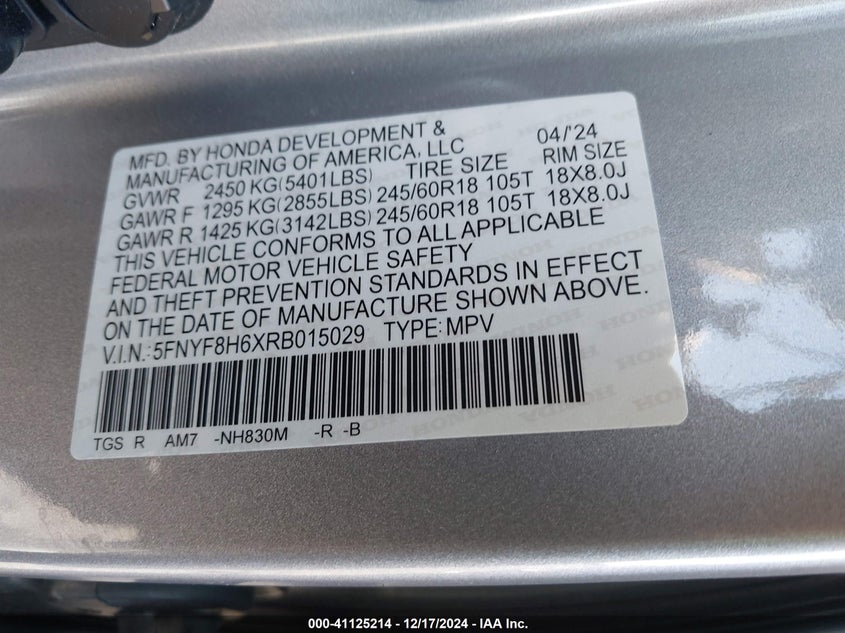 MFD. BY HONDA DEVELOPMENT & 04/'24
MANUFACTURING OF AMERICA, LLC
GVWR 2450 KG(5401LBS) TIRE SIZE RIM SIZE
GAWR F 1295 KG(2855LBS) 245/60R18 105T 18X8.0J
GAWR R 1425 KG(3142LBS) 245/60R18 105T 18X8.0J
THIS VEHICLE CONFORMS TO ALL APPLICABLE
FEDERAL MOTOR VEHICLE SAFETY
AND THEFT PREVENTION STANDARDS IN EFFECT
ON THE DATE OF MANUFACTURE SHOWN ABOVE.
V.I.N.:5FNYF8H6XRB015029 TYPE:MPV
TGS R AM7 -NH830M -R -B
000-41125214 - 12/17/2024 - IAA Inc.